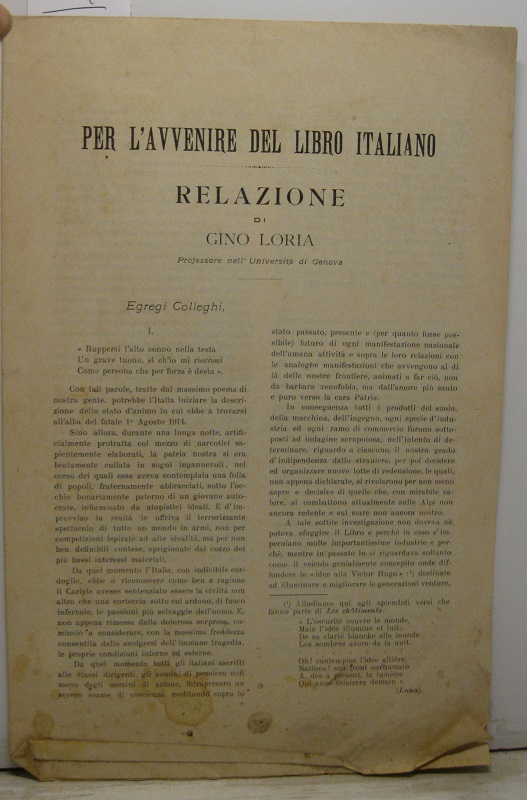 PER L'AVVENIRE DEL LIBRO ITALIANO
RELAZIONE
DI
GINO LORIA
Professore nell' Università di Genova
Egregi Colleghi,
I.
« Ruppemi l'alto sonno nella testa
Un grave tuono, sì ch'io mi riscossi
Come persona che per forza è desta ».
Con tali parole, tratte dal massimo poema di
nostra gente, potrebbe l'Italia iniziare la descri-
zione dello stato d'animo in cui ebbe a trovarsi
all'alba del fatale 1º Agosto 1914.
Sino allora, durante una lunga notte, artifi-
cialmente protratta col mezzo di narcotici sa-
pientemente elaborati, la patria nostra si era
beatamente cullata in sogni ingannevoli, nel
corso dei quali essa aveva contemplata una folla
di popoli, fraternamente abbracciati, sotto l'oc-
chio bonariamente paterno di un giovane auto-
crate, infiammato da utopistici ideali. E d'im-
provviso la realtà le offriva il terrorizzante
spettacolo di tutto un mondo in armi, non per
competizioni ispirate ad alte idealità, ma per non
ben definibili contese, sprigionate dal cozzo dei
più bassi interessi materiali.
Da quel momento l'Italia, con indicibile cor-
doglio, ebbe a riconoscere come ben a ragione
il Carlyle avesse sentenziato essere la civiltà non
altro che una corteccia sotto cui ardono, di fuoco
infernale, le passioni più selvagge dell'uomo. E,
non appena rimessa dalla dolorosa sorpresa, co-
minciò a considerare, con la massima freddezza
consentita dallo svolgersi dell'immane tragedia,
le proprie condizioni interne ed esterne.
Da quel momento tutti gli italiani ascritti
alle classi dirigenti, gli uomini di pensiero non
meno degli uomini di azione, intrapresero un
severo esame di coscienza, meditando sopra lo
stato passato, presente e (per quanto fosse pos-
sibile) futuro di ogni manifestazione nazionale
dell'umana attività e sopra le loro relazioni con
le analoghe manifestazioni che avvengono al di
là delle nostre frontiere, animati a far ciò, non
da barbara xenofobia, ma dall'amore più santo
e puro verso la cara Patria.
In conseguenza tutti i prodotti del suolo,
della macchina, dell'ingegno, ogni specie d'indu-
stria ed ogni ramo di commercio furono sotto-
posti ad indagine scrupolosa, nell'intento di de-
terminare, riguardo a ciascuno, il nostro grado
d'indipendenza dallo straniero, per poi decidere
ed organizzare nuove lotte di redenzione, le quali,
non appena dichiarate, si rivelarono per non meno
aspre e decisive di quelle che, con mirabile va-
lore, si combattono attualmente sulle Alpi non
ancora redente e sul mare non ancora nostro.
A tale sottile investigazione non doveva nè
poteva sfuggire il Libro e perchè in esso s'im-
perniano molte importantissime industrie e per-
chè, mentre in passato lo si riguardava soltanto
come il veicolo genialmente concepito onde dif-
fondere le « idee alla Victor Hugo » (¹) destinate
ad illuminare e migliorare le generazioni venture,
(¹) Alludiamo qui agli splendidi versi che
fanno parte di Les châtiments:
« L'oscurité couvre le monde,
Mais l'idée illumine et luit;
De sa clarté blanche elle inonde
Les sombres azurs de la nuit.
Oh! contemplez l'idée altière,
Nations! son front surhumain
A, dès à présent, la lumière
Qui vous éclairera demain »
(Luna).